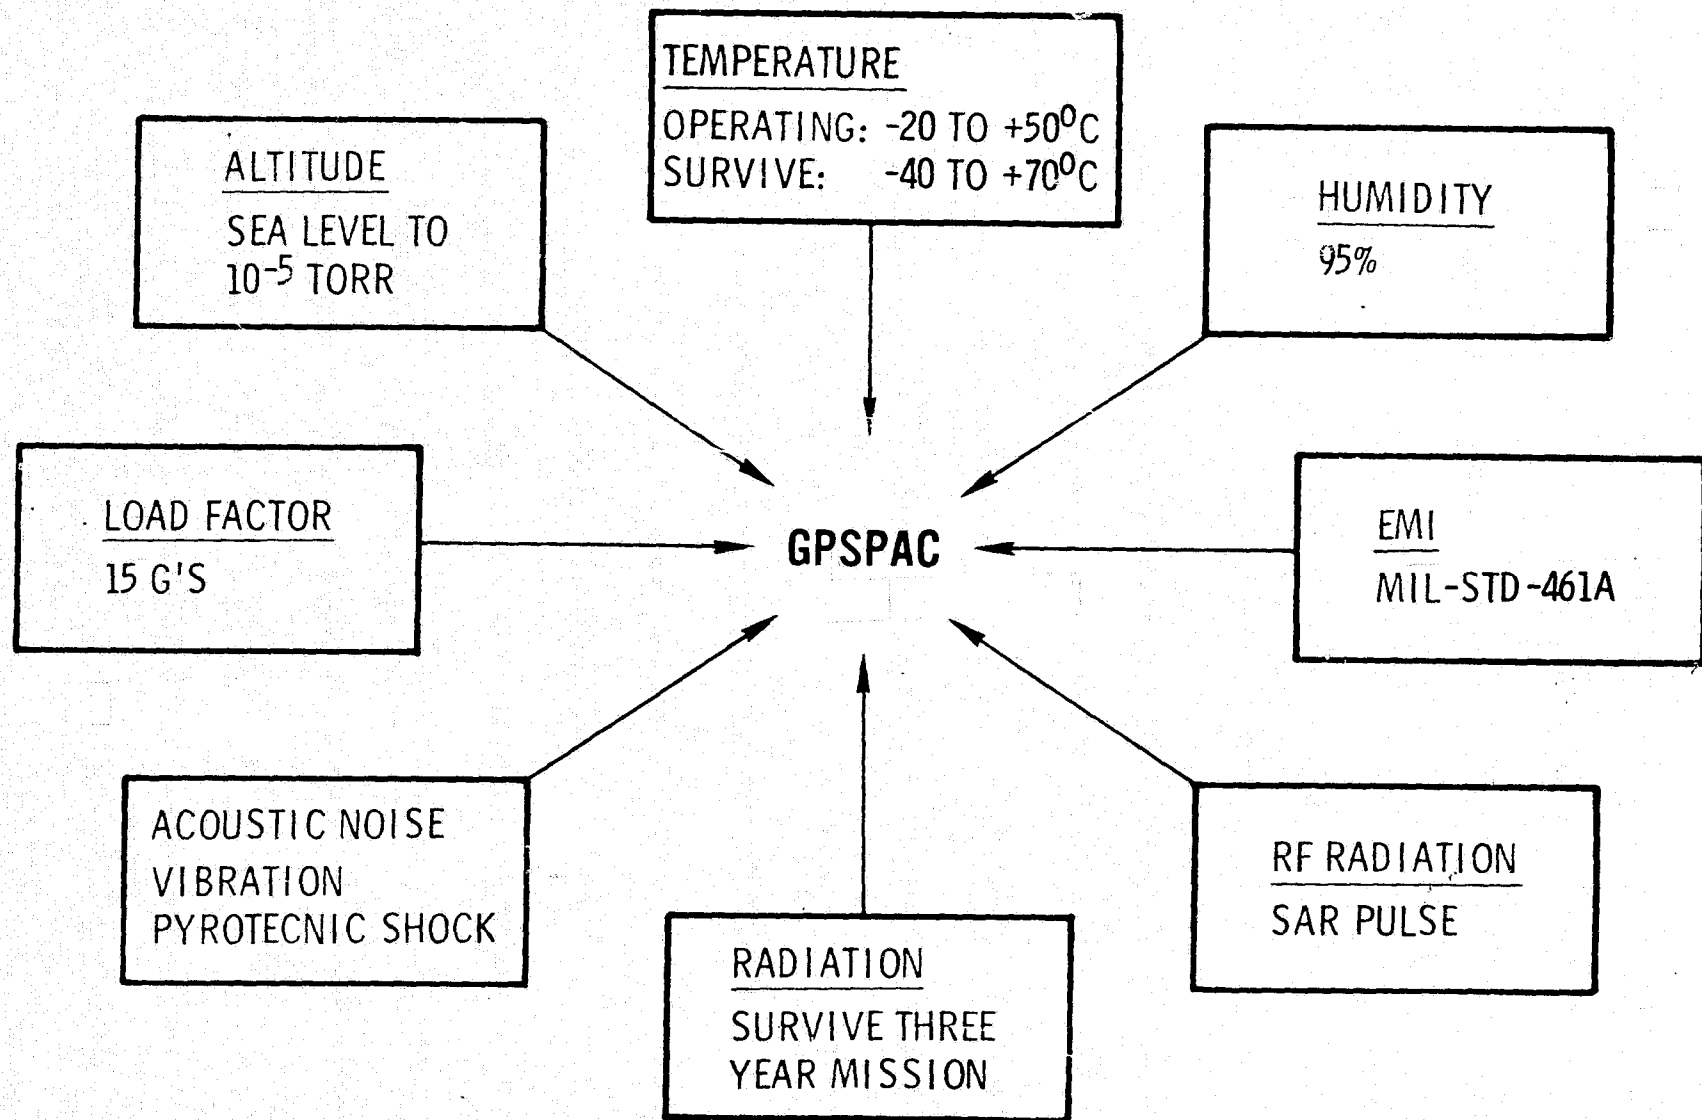 TEMPERATURE
OPERATING: -20 TO +50⁰C
SURVIVE: -40 TO +70⁰C
ALTITUDE
SEA LEVEL TO
10⁻⁵ TORR
HUMIDITY
95%
LOAD FACTOR
15 G'S
GPSPAC
EMI
MIL-STD-461A
ACOUSTIC NOISE
VIBRATION
PYROTECNIC SHOCK
RADIATION
SURVIVE THREE
YEAR MISSION
RF RADIATION
SAR PULSE